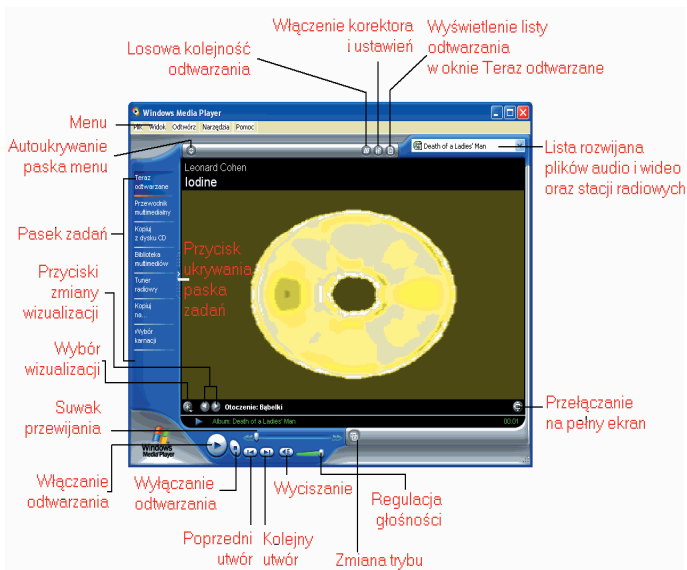 Włączenie korektora
i ustawień
Wyświetlenie listy
odtwarzania
w oknie Teraz odtwarzane
Losowa kolejność
odtwarzania
Menu
Autoukrywanie
paska menu
Pasek zadań
Przyciski
zmiany
wizualizacji
Wybór
wizualizacji
Suwak
przewijania
Włączanie
odtwarzania
Windows Media Player
Plik Widok Odtwórz Narzędzia Pomoc
Death of a Ladies' Man
Leonard Cohen
Iodine
Teraz
odtwarzane
Przewodnik
multimedialny
Kopiuj
z dysku CD
Biblioteka
multimediów
Tuner
radiowy
Kopiuj
na...
Wybór
karnacji
Przycisk
ukrywania
paska
zadań
Otoczenie: Bąbelki
Album: Death of a Ladies' Man
00:01
Windows
Media Player
Lista rozwijana
plików audio i wideo
oraz stacji radiowych
Przełączanie
na pełny ekran
Wyłączanie
odtwarzania
Poprzedni
utwór
Kolejny
utwór
Wyciszanie
Regulacja
głośności
Zmiana trybu